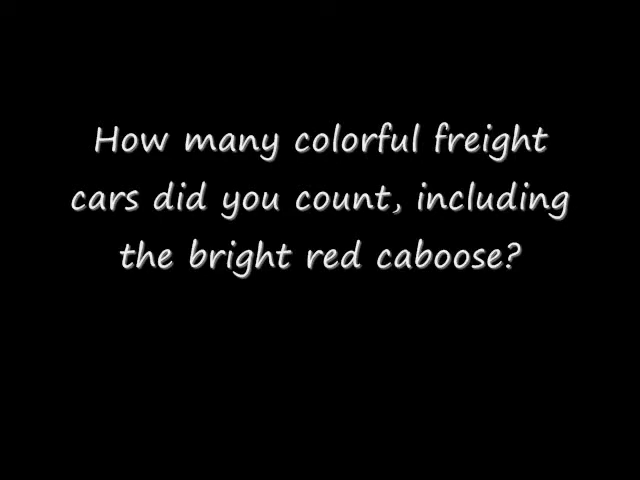 How many colorful freight
cars did you count, including
the bright red caboose?